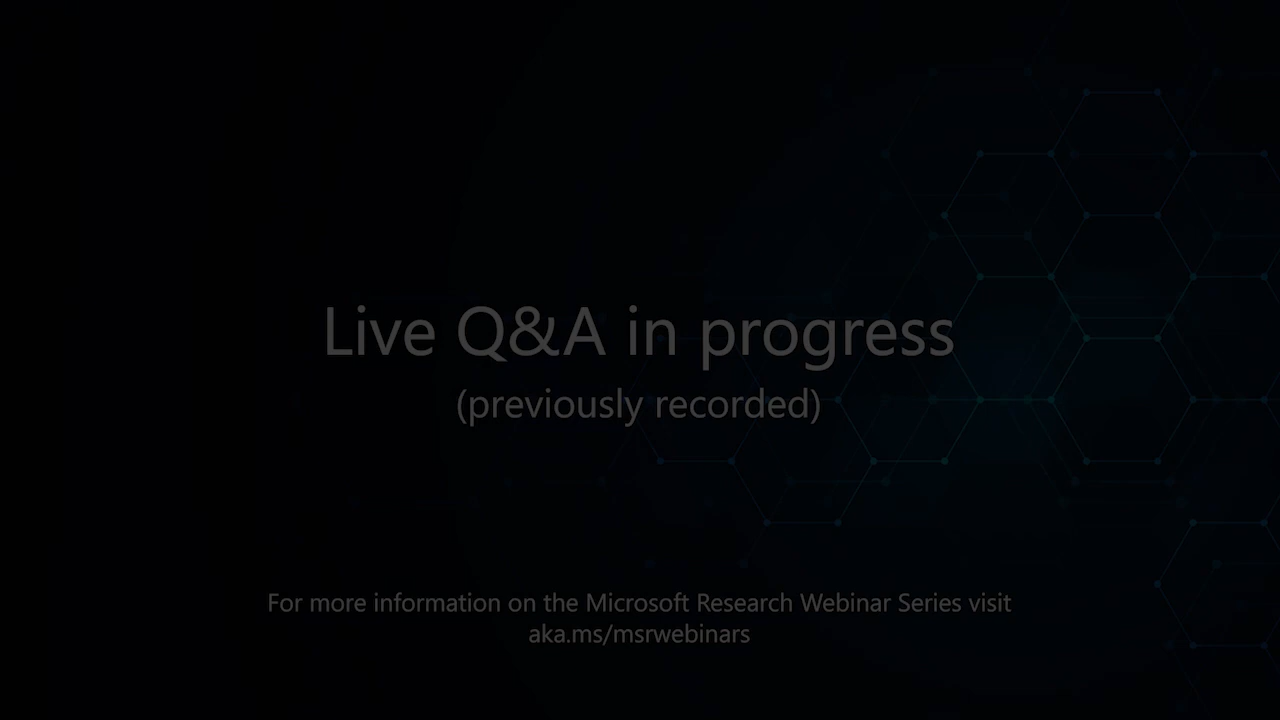 Live Q&A in progress
(previously recorded)
For more information on the Microsoft Research Webinar Series visit
aka.ms/msrwebinars